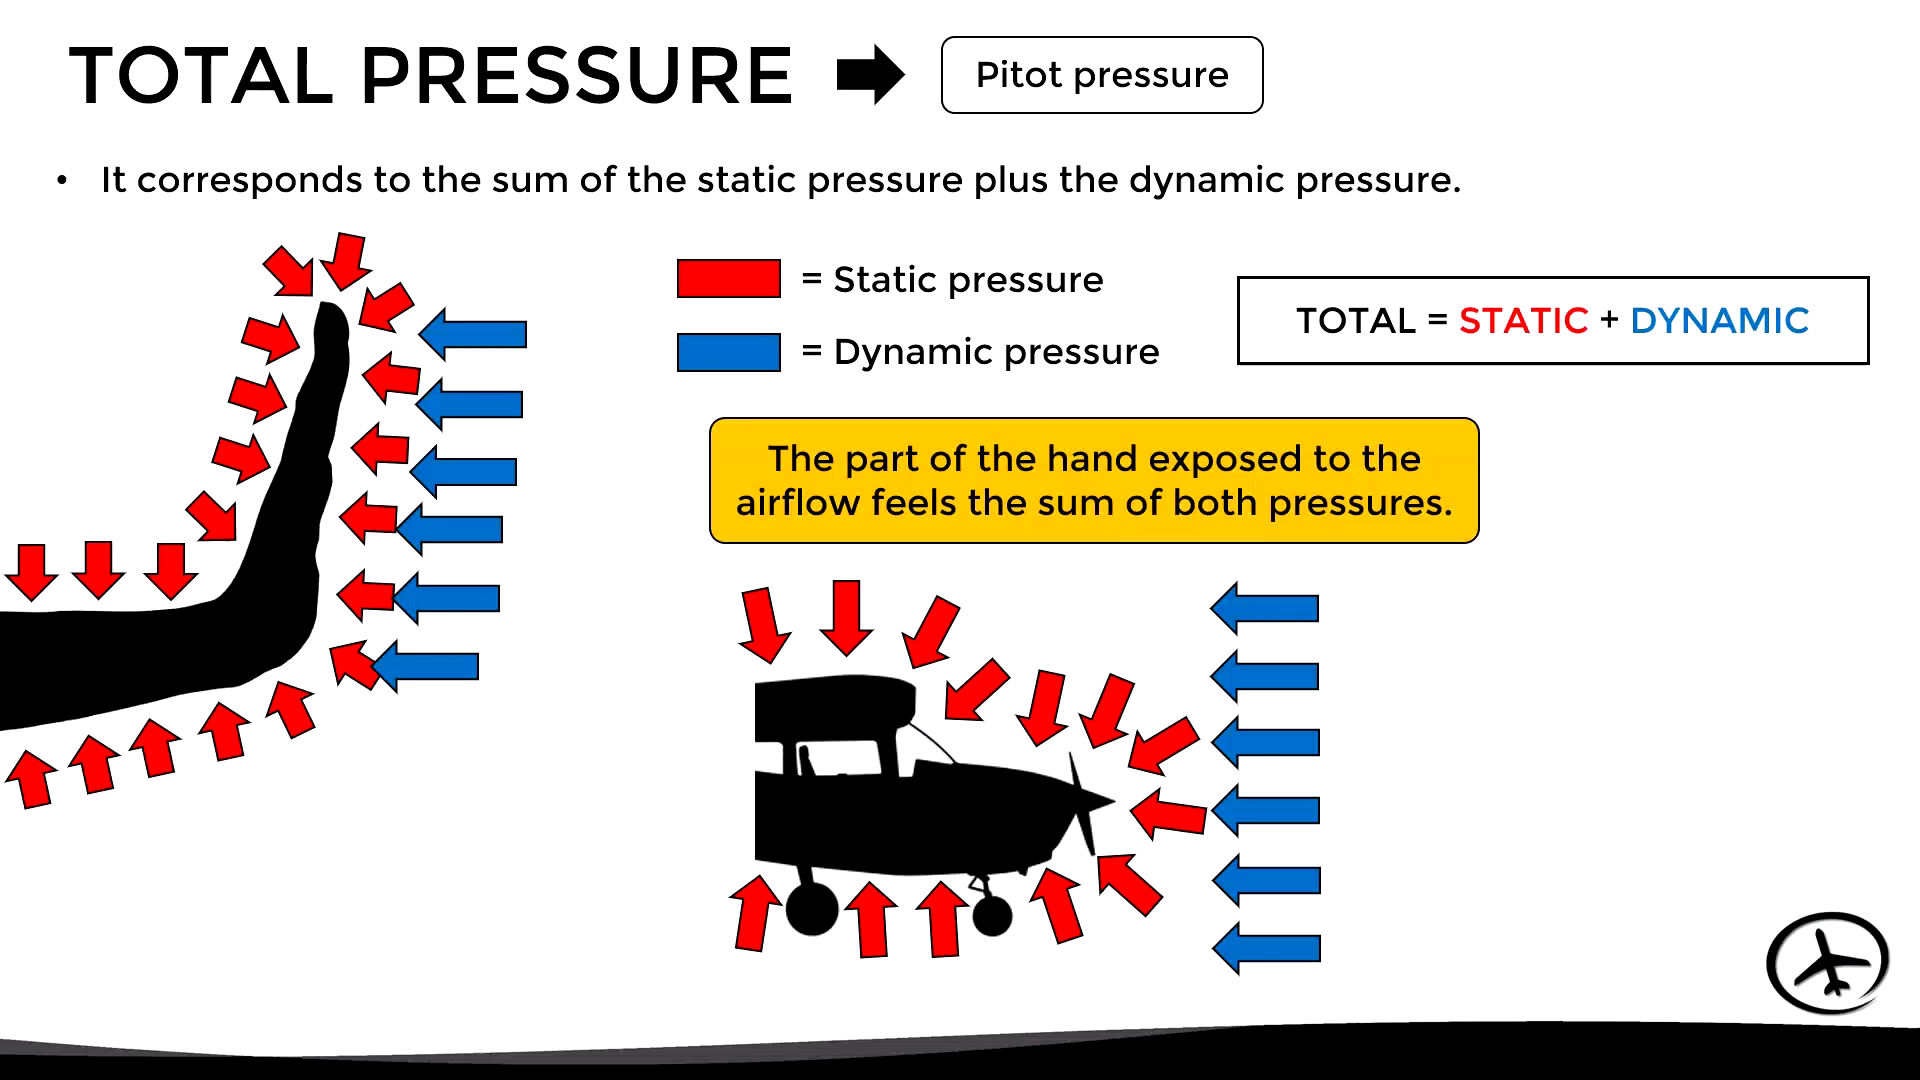 TOTAL PRESSURE
Pitot pressure
• It corresponds to the sum of the static pressure plus the dynamic pressure.
= Static pressure
= Dynamic pressure
TOTAL = STATIC + DYNAMIC
The part of the hand exposed to the
airflow feels the sum of both pressures.